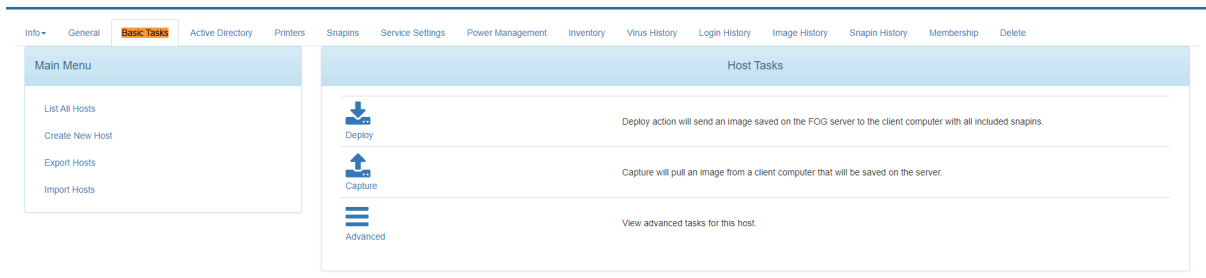 Info General Basic Tasks Active Directory Printers Snapins Service Settings Power Management Inventory Virus History Login History Image History Snapin History Membership Delete
Main Menu
List All Hosts
Create New Host
Export Hosts
Import Hosts
Host Tasks
Deploy
Deploy action will send an image saved on the FOG server to the client computer with all included snapins.
Capture
Capture will pull an image from a client computer that will be saved on the server.
Advanced
View advanced tasks for this host.